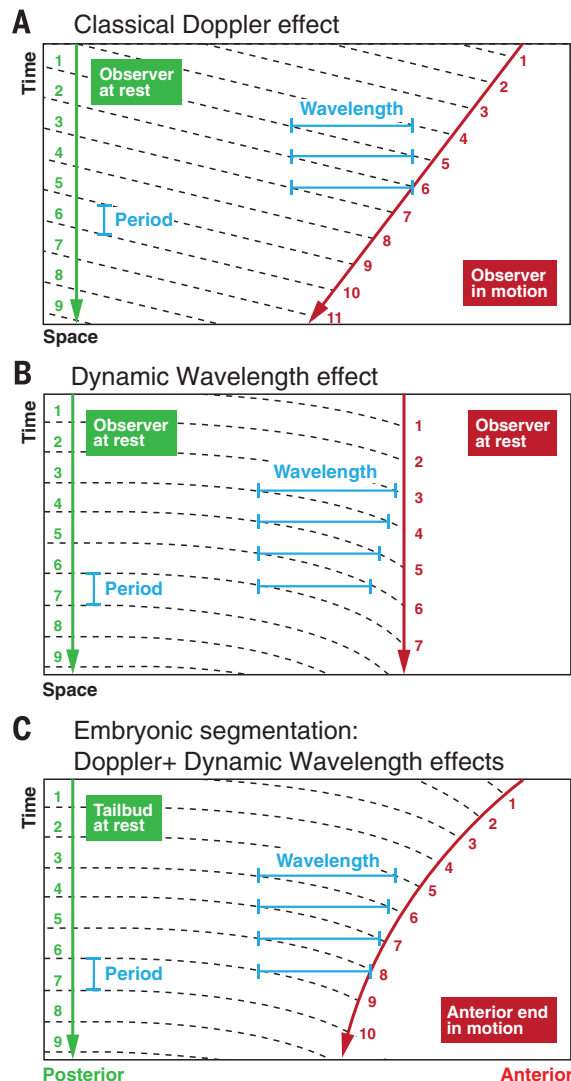 A Classical Doppler effect
Time
1
2
3
4
5
6
7
8
9
Observer
at rest
Wavelength
Period
1
2
3
4
5
6
7
8
9
10
11
Observer
in motion
Space
B Dynamic Wavelength effect
Time
1
2
3
4
5
6
7
8
9
Observer
at rest
Wavelength
Period
1
2
3
4
5
6
7
Observer
at rest
Space
C Embryonic segmentation:
Doppler+ Dynamic Wavelength effects
Time
1
2
3
4
5
6
7
8
9
Tailbud
at rest
Wavelength
Period
1
2
3
4
5
6
7
8
9
10
Anterior end
in motion
Posterior
Anterior